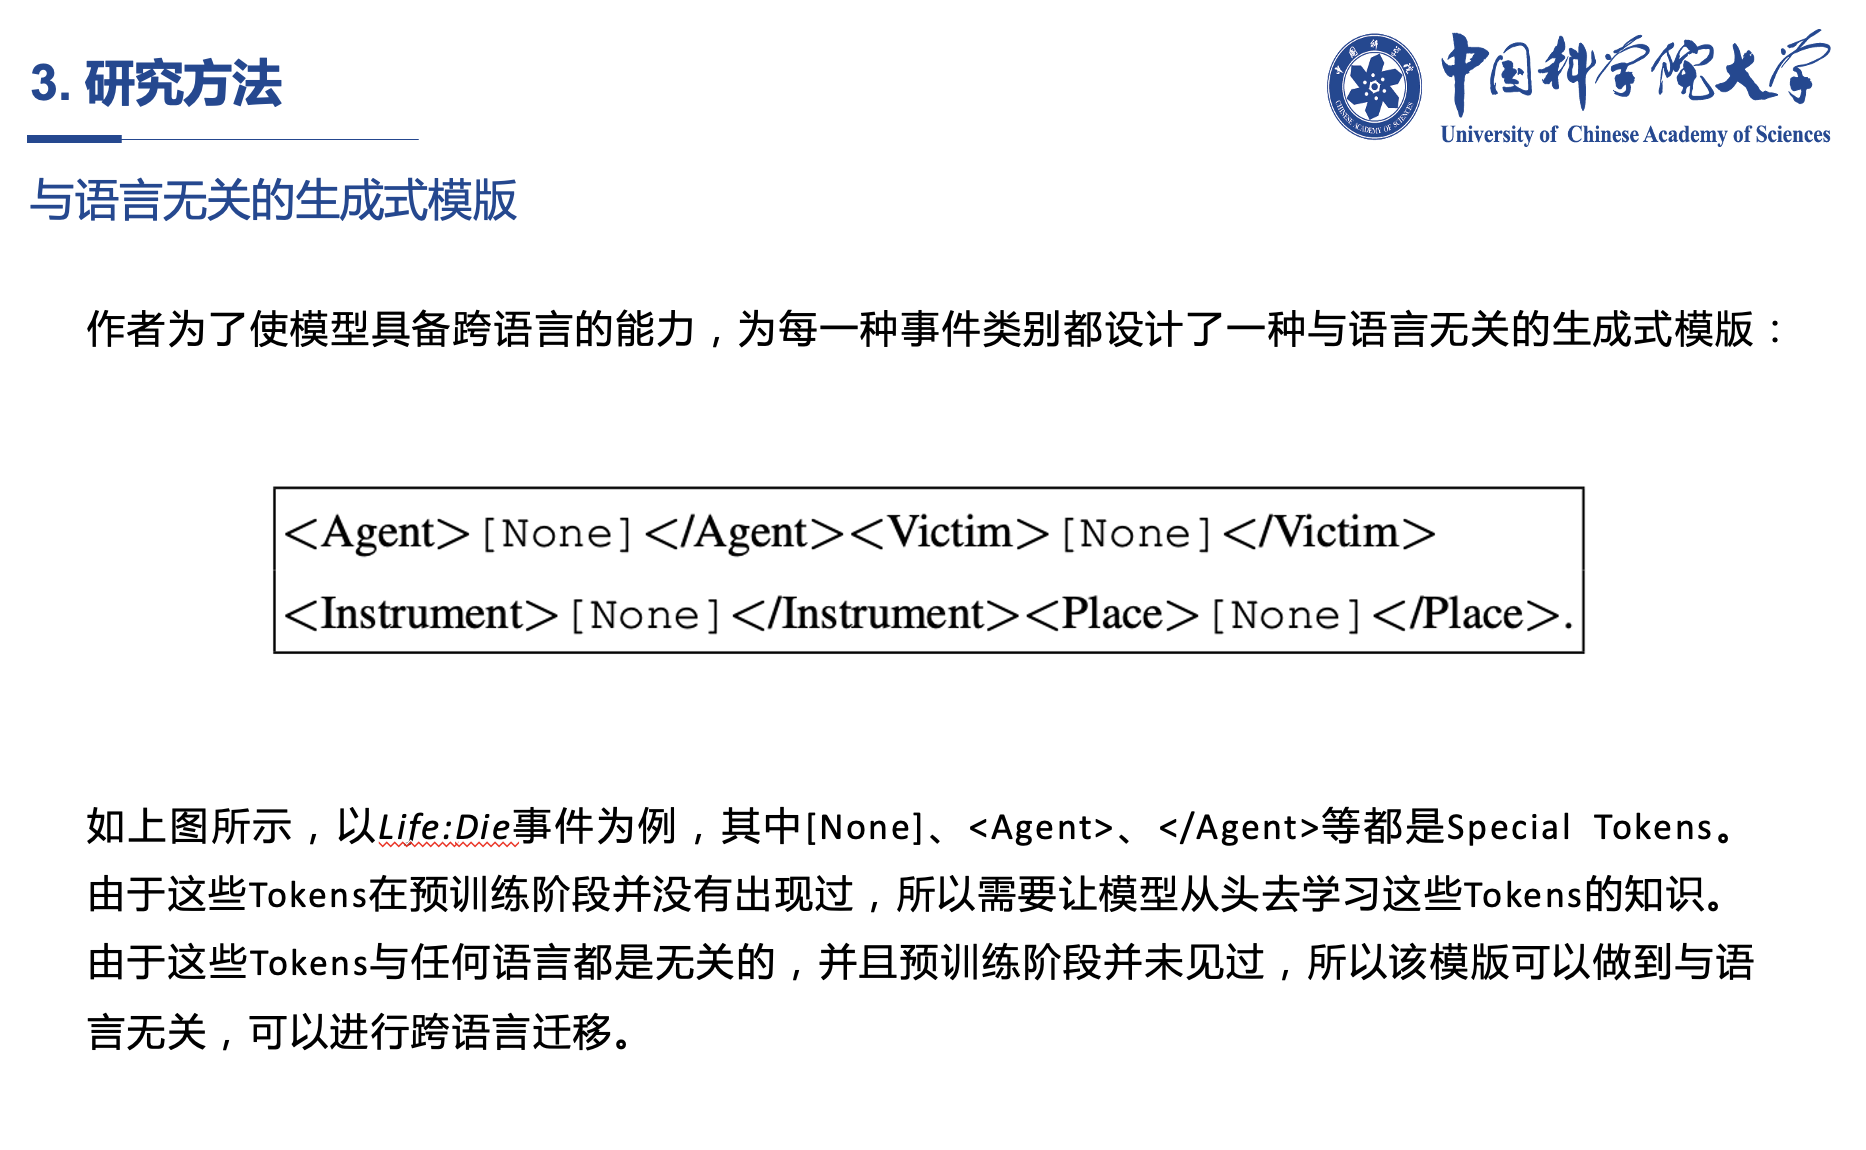 3. 研究方法
中国科学院大学
University of Chinese Academy of Sciences
与语言无关的生成式模版
作者为了使模型具备跨语言的能力，为每一种事件类别都设计了一种与语言无关的生成式模版：
<Agent>[None]</Agent><Victim>[None]</Victim>
<Instrument>[None]</Instrument><Place>[None]</Place>.
如上图所示，以Life:Die事件为例，其中[None]、<Agent>、</Agent>等都是Special Tokens。
由于这些Tokens在预训练阶段并没有出现过，所以需要让模型从头去学习这些Tokens的知识。
由于这些Tokens与任何语言都是无关的，并且预训练阶段并未见过，所以该模版可以做到与语
言无关，可以进行跨语言迁移。